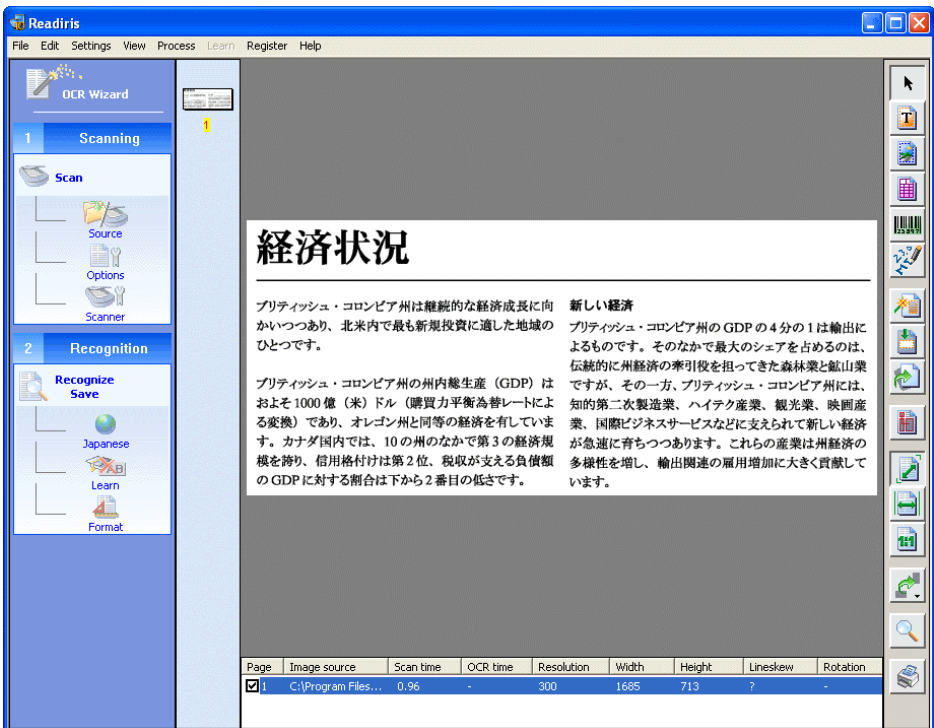 Readiris
File Edit Settings View Process Learn Register Help
OCR Wizard
1 Scanning
Scan
Source
Options
Scanner
2 Recognition
Recognize
Save
Japanese
Learn
Format
1
経済状況
ブリティッシュ・コロンビア州は継続的な経済成長に向
かいつつあり、北米内で最も新規投資に適した地域の
ひとつです。
ブリティッシュ・コロンビア州の州内総生産（GDP）は
およそ1000億（米）ドル（購買力平衡為替レートによ
る変換）であり、オレゴン州と同等の経済を有していま
す。カナダ国内では、10の州のなかで第3の経済規
模を誇り、信用格付けは第2位、税収が支える負債額
のGDPに対する割合は下から2番目の低さです。
新しい経済
ブリティッシュ・コロンビア州のGDPの4分の1は輸出に
よるものです。そのなかで最大のシェアを占めるのは、
伝統的に州経済の牽引役を担ってきた森林業と鉱山業
ですが、その一方、ブリティッシュ・コロンビア州には、
知的第二次製造業、ハイテク産業、観光業、映画産
業、国際ビジネスサービスなどに支えられて新しい経済
が急速に育ちつつあります。これらの産業は州経済の
多様性を増し、輸出関連の雇用増加に大きく貢献して
います。
T
1:1
Page Image source Scan time OCR time Resolution Width Height Lineskew Rotation
1 C:\Program Files... 0.96 - 300 1685 713 ? -